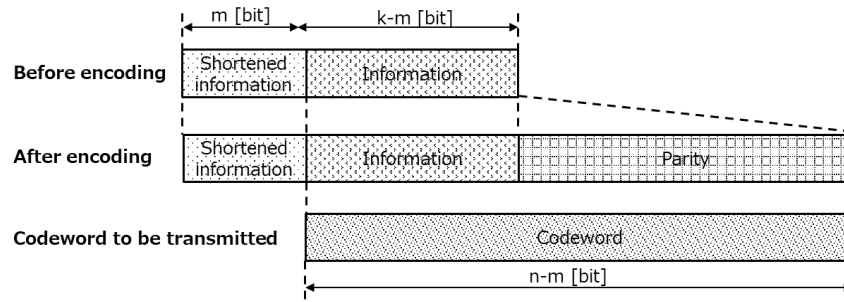 m [bit]
k-m [bit]
Before encoding
Shortened
information
Information
After encoding
Shortened
information
Information
Parity
Codeword to be transmitted
Codeword
n-m [bit]